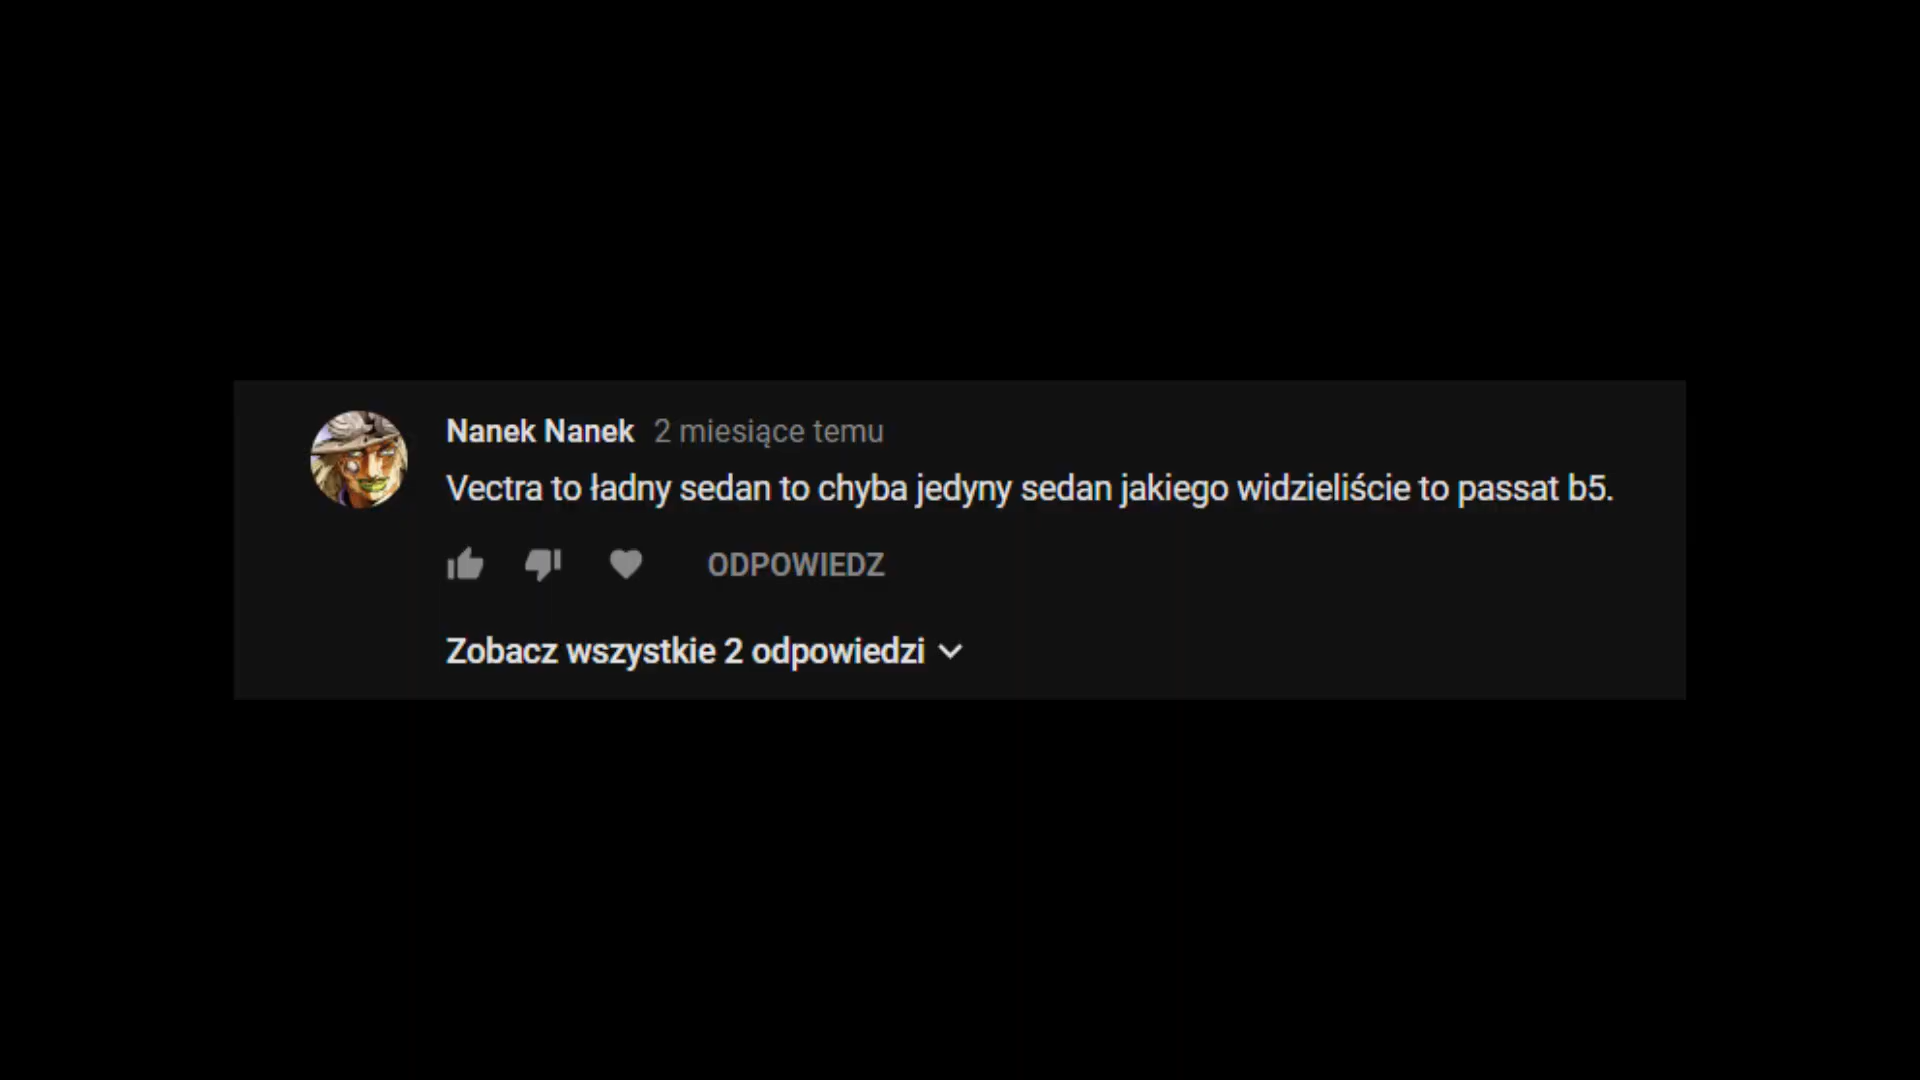 Nanek Nanek 2 miesiące temu
Vectra to ładny sedan to chyba jedyny sedan jakiego widzieliście to passat b5.
ODPOWIEDZ
Zobacz wszystkie 2 odpowiedzi